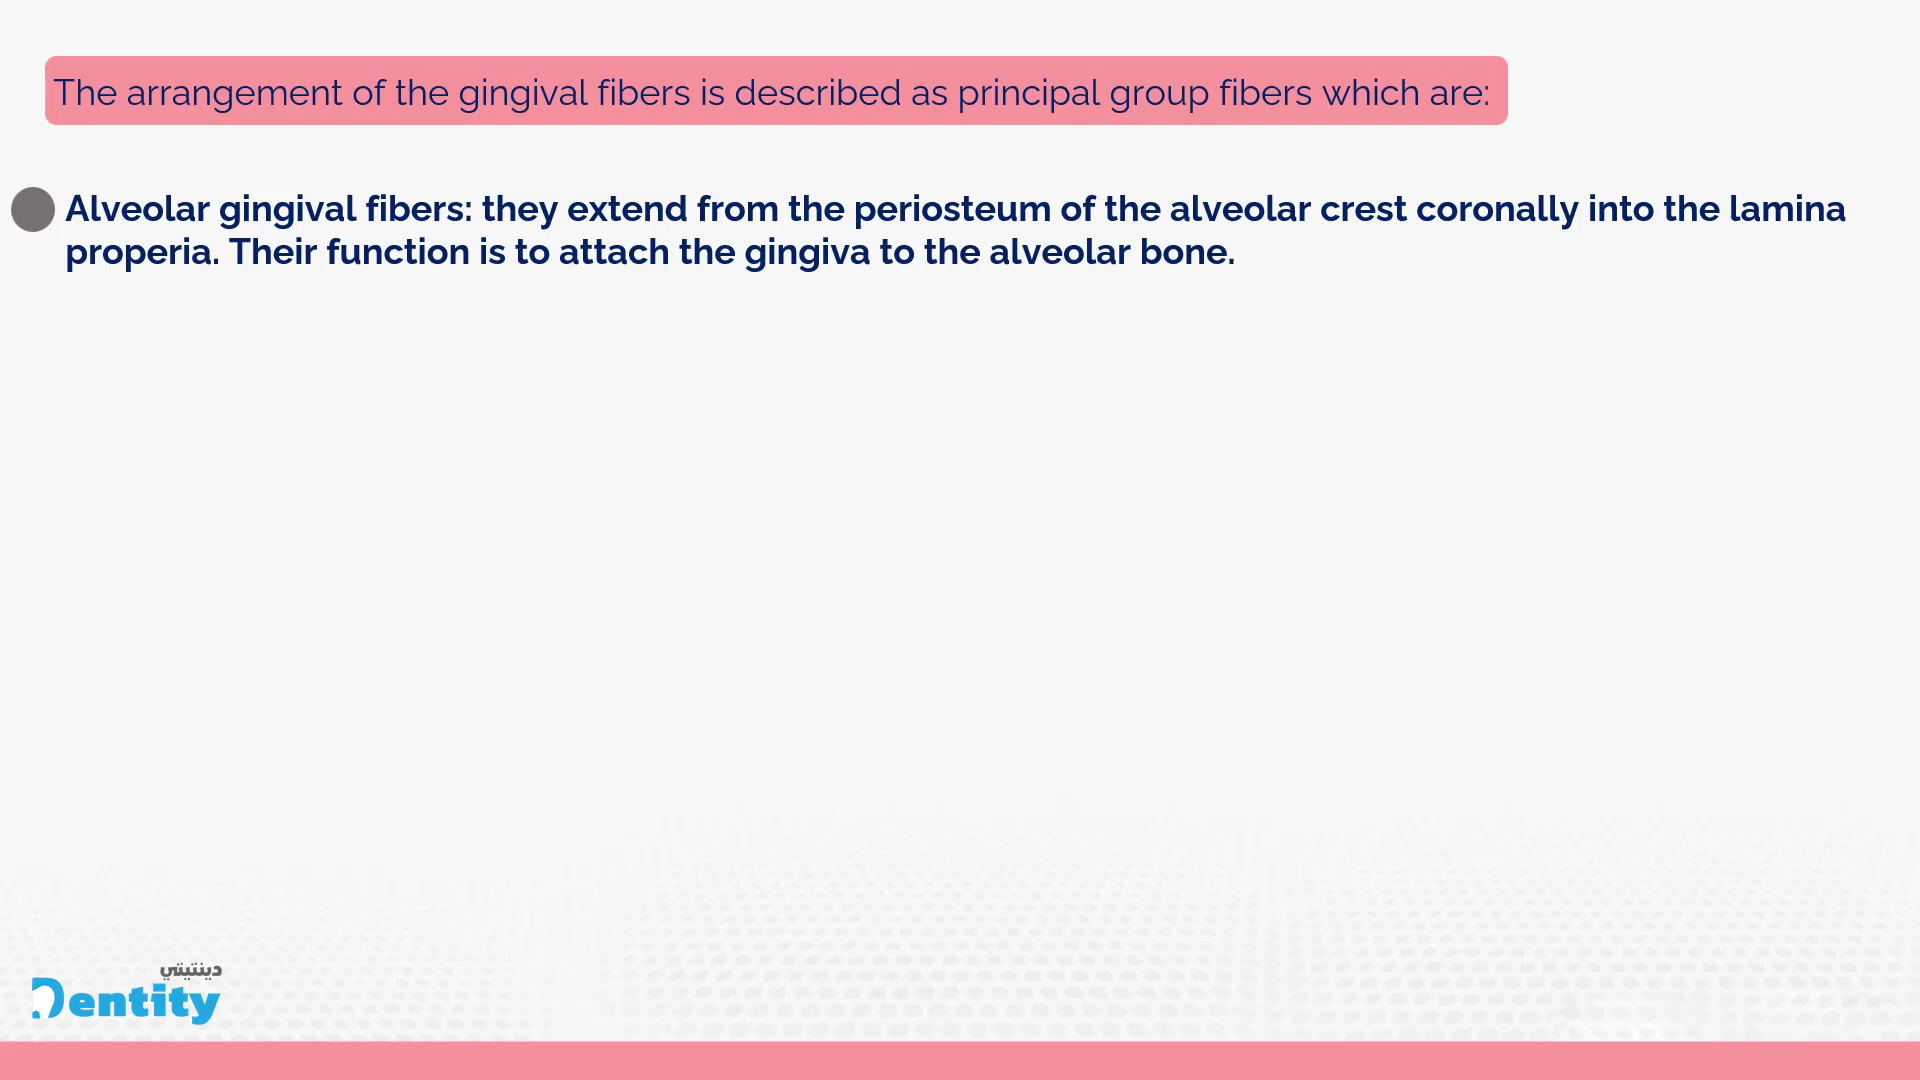 The arrangement of the gingival fibers is described as principal group fibers which are:
Alveolar gingival fibers: they extend from the periosteum of the alveolar crest coronally into the lamina
properia. Their function is to attach the gingiva to the alveolar bone.
دينتيتي
Dentity